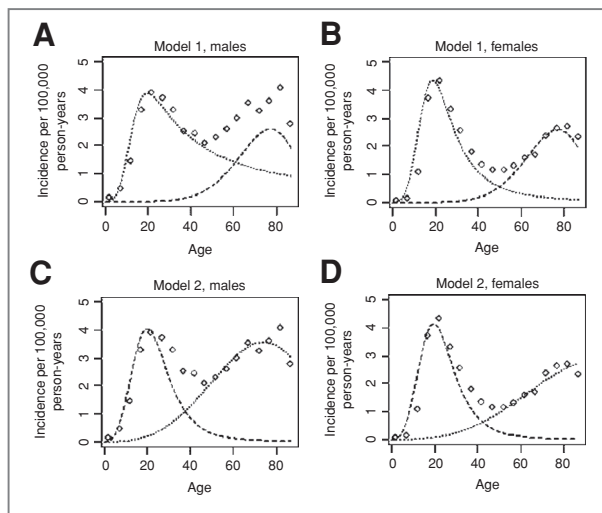 A
Model 1, males
Incidence per 100,000
person-years
5
4
3
2
1
0
0 20 40 60 80
Age
B
Model 1, females
Incidence per 100,000
person-years
5
4
3
2
1
0
0 20 40 60 80
Age
C
Model 2, males
Incidence per 100,000
person-years
5
4
3
2
1
0
0 20 40 60 80
Age
D
Model 2, females
Incidence per 100,000
person-years
5
4
3
2
1
0
0 20 40 60 80
Age